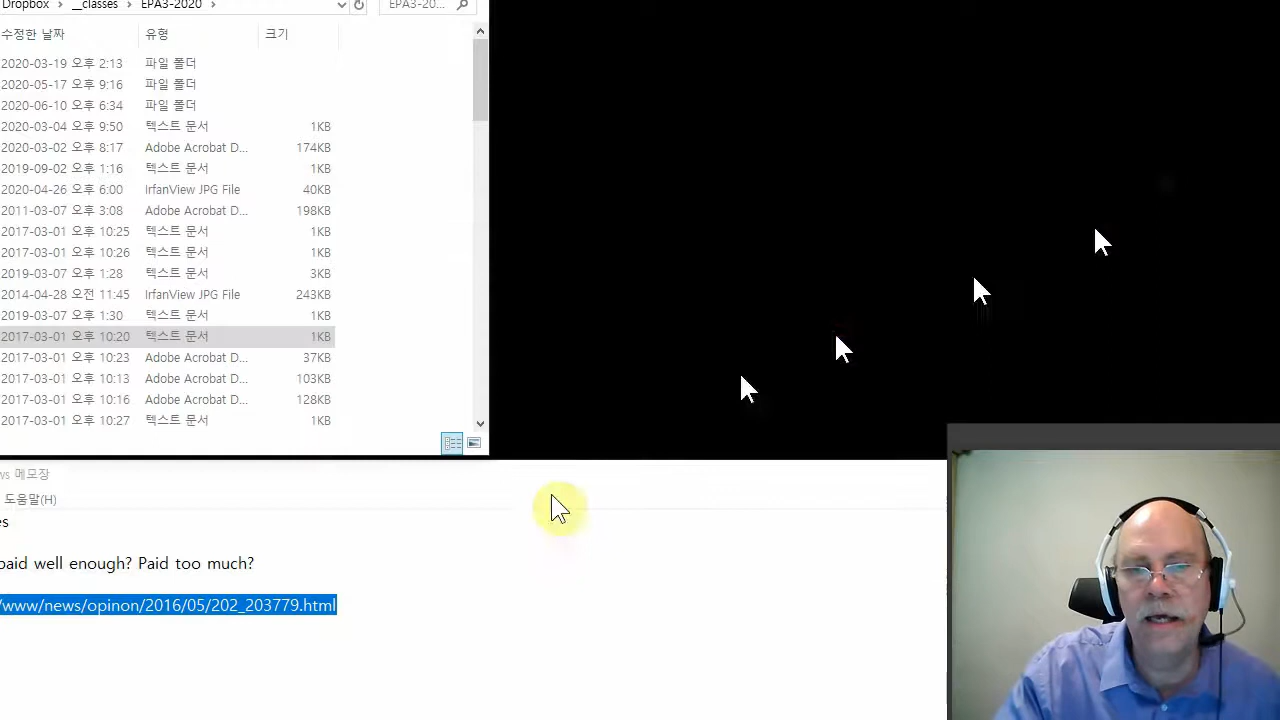 Dropbox > __classes > EPA3-2020 >
EPA3-20...
수정한 날짜 유형 크기
2020-03-19 오후 2:13 파일 폴더
2020-05-17 오후 9:16 파일 폴더
2020-06-10 오후 6:34 파일 폴더
2020-03-04 오후 9:50 텍스트 문서 1KB
2020-03-02 오후 8:17 Adobe Acrobat D... 174KB
2019-09-02 오후 1:16 텍스트 문서 1KB
2020-04-26 오후 6:00 IrfanView JPG File 40KB
2011-03-07 오후 3:08 Adobe Acrobat D... 198KB
2017-03-01 오후 10:25 텍스트 문서 1KB
2017-03-01 오후 10:26 텍스트 문서 1KB
2019-03-07 오후 1:28 텍스트 문서 3KB
2014-04-28 오전 11:45 IrfanView JPG File 243KB
2019-03-07 오후 1:30 텍스트 문서 1KB
2017-03-01 오후 10:20 텍스트 문서 1KB
2017-03-01 오후 10:23 Adobe Acrobat D... 37KB
2017-03-01 오후 10:13 Adobe Acrobat D... 103KB
2017-03-01 오후 10:16 Adobe Acrobat D... 128KB
2017-03-01 오후 10:27 텍스트 문서 1KB
ws 메모장
도움말(H)
es
paid well enough? Paid too much?
/www/news/opinon/2016/05/202_203779.html